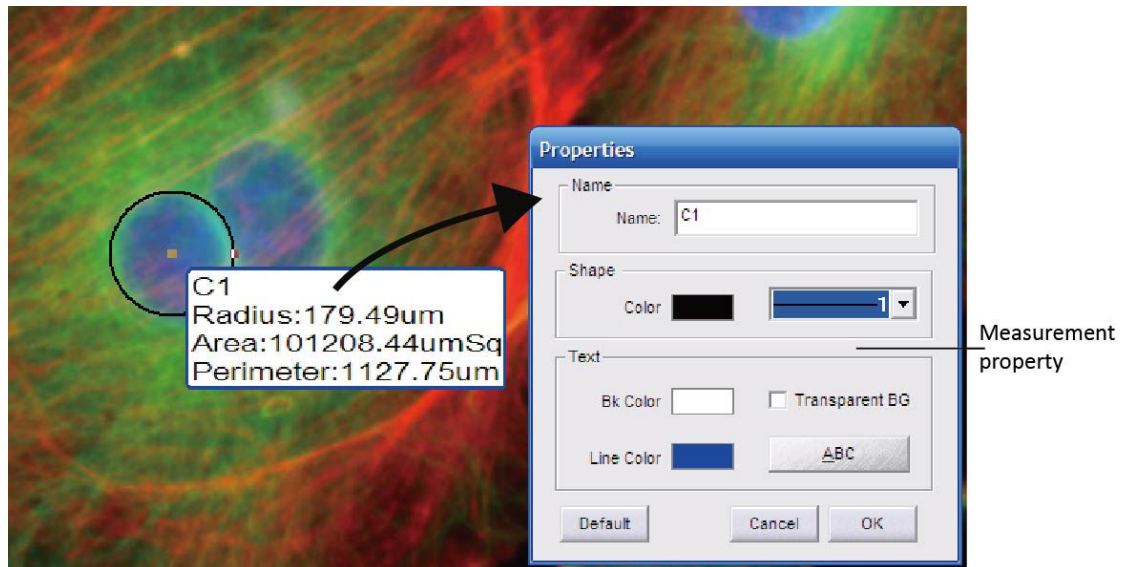 C1
Radius:179.49um
Area:101208.44umSq
Perimeter:1127.75um
Properties
Name
Name: C1
Shape
Color 1
Text
Bk Color Transparent BG
Line Color ABC
Default Cancel OK
Measurement
property